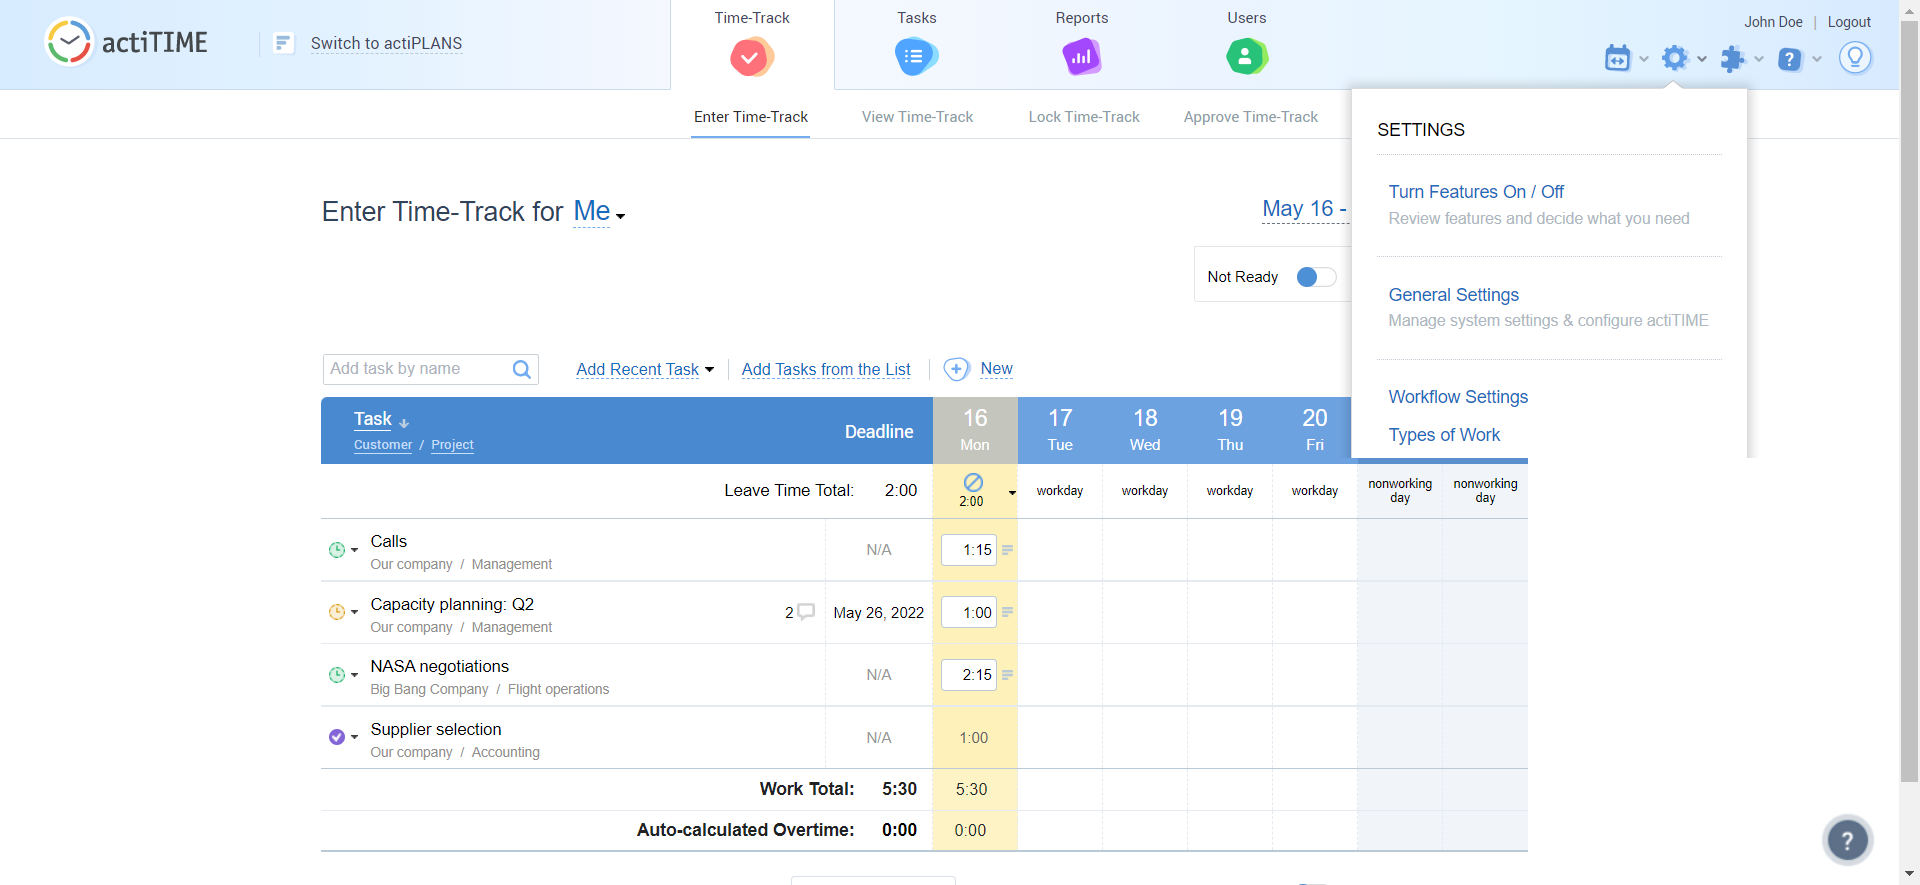 actiTIME
Switch to actiPLANS
Time-Track
Tasks
Reports
Users
John Doe | Logout
Enter Time-Track
View Time-Track
Lock Time-Track
Approve Time-Track
SETTINGS
Turn Features On / Off
Review features and decide what you need
General Settings
Manage system settings & configure actiTIME
Workflow Settings
Types of Work
Enter Time-Track for Me
May 16 -
Not Ready
Add task by name
Add Recent Task
Add Tasks from the List
New
Task
Customer / Project
Deadline
16 Mon
17 Tue
18 Wed
19 Thu
20 Fri
Leave Time Total: 2:00
2:00
workday
workday
workday
workday
nonworking day
nonworking day
Calls
Our company / Management
N/A
1:15
Capacity planning: Q2
Our company / Management
2
May 26, 2022
1:00
NASA negotiations
Big Bang Company / Flight operations
N/A
2:15
Supplier selection
Our company / Accounting
N/A
1:00
Work Total: 5:30
5:30
Auto-calculated Overtime: 0:00
0:00
?